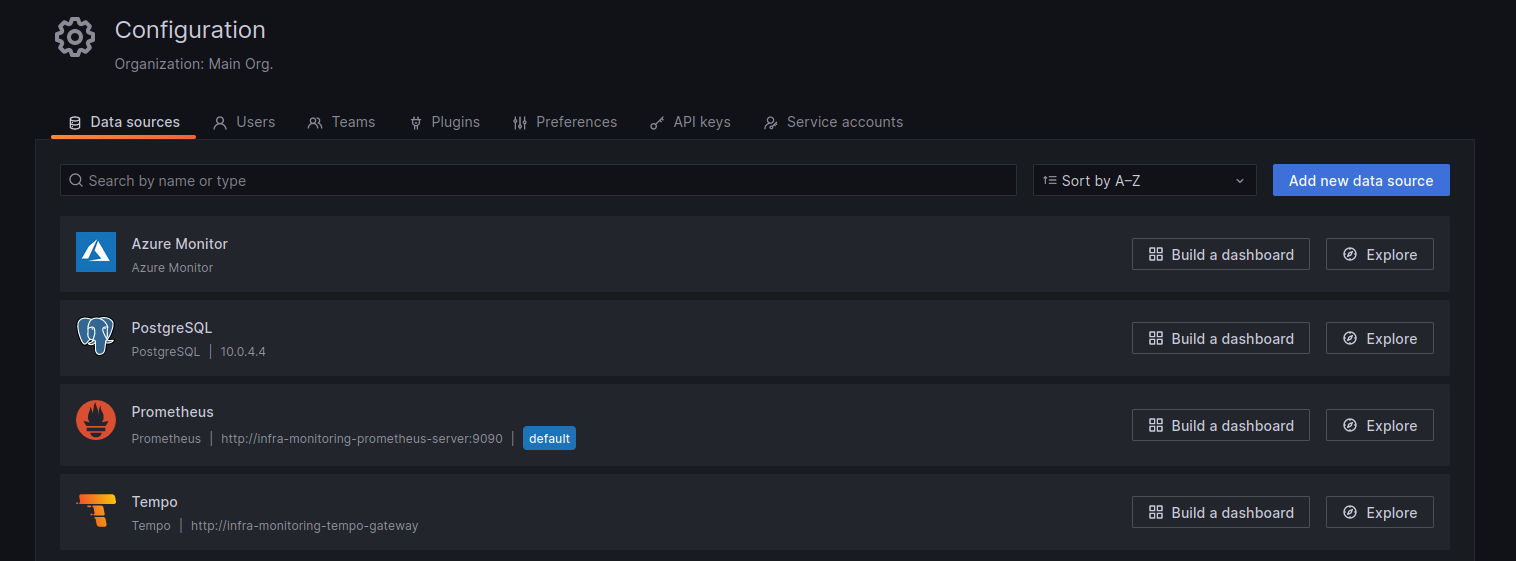 Configuration
Organization: Main Org.
Data sources Users Teams Plugins Preferences API keys Service accounts
Search by name or type Sort by A–Z Add new data source
Azure Monitor
Azure Monitor
Build a dashboard Explore
PostgreSQL
PostgreSQL | 10.0.4.4
Build a dashboard Explore
Prometheus
Prometheus | http://infra-monitoring-prometheus-server:9090 | default
Build a dashboard Explore
Tempo
Tempo | http://infra-monitoring-tempo-gateway
Build a dashboard Explore